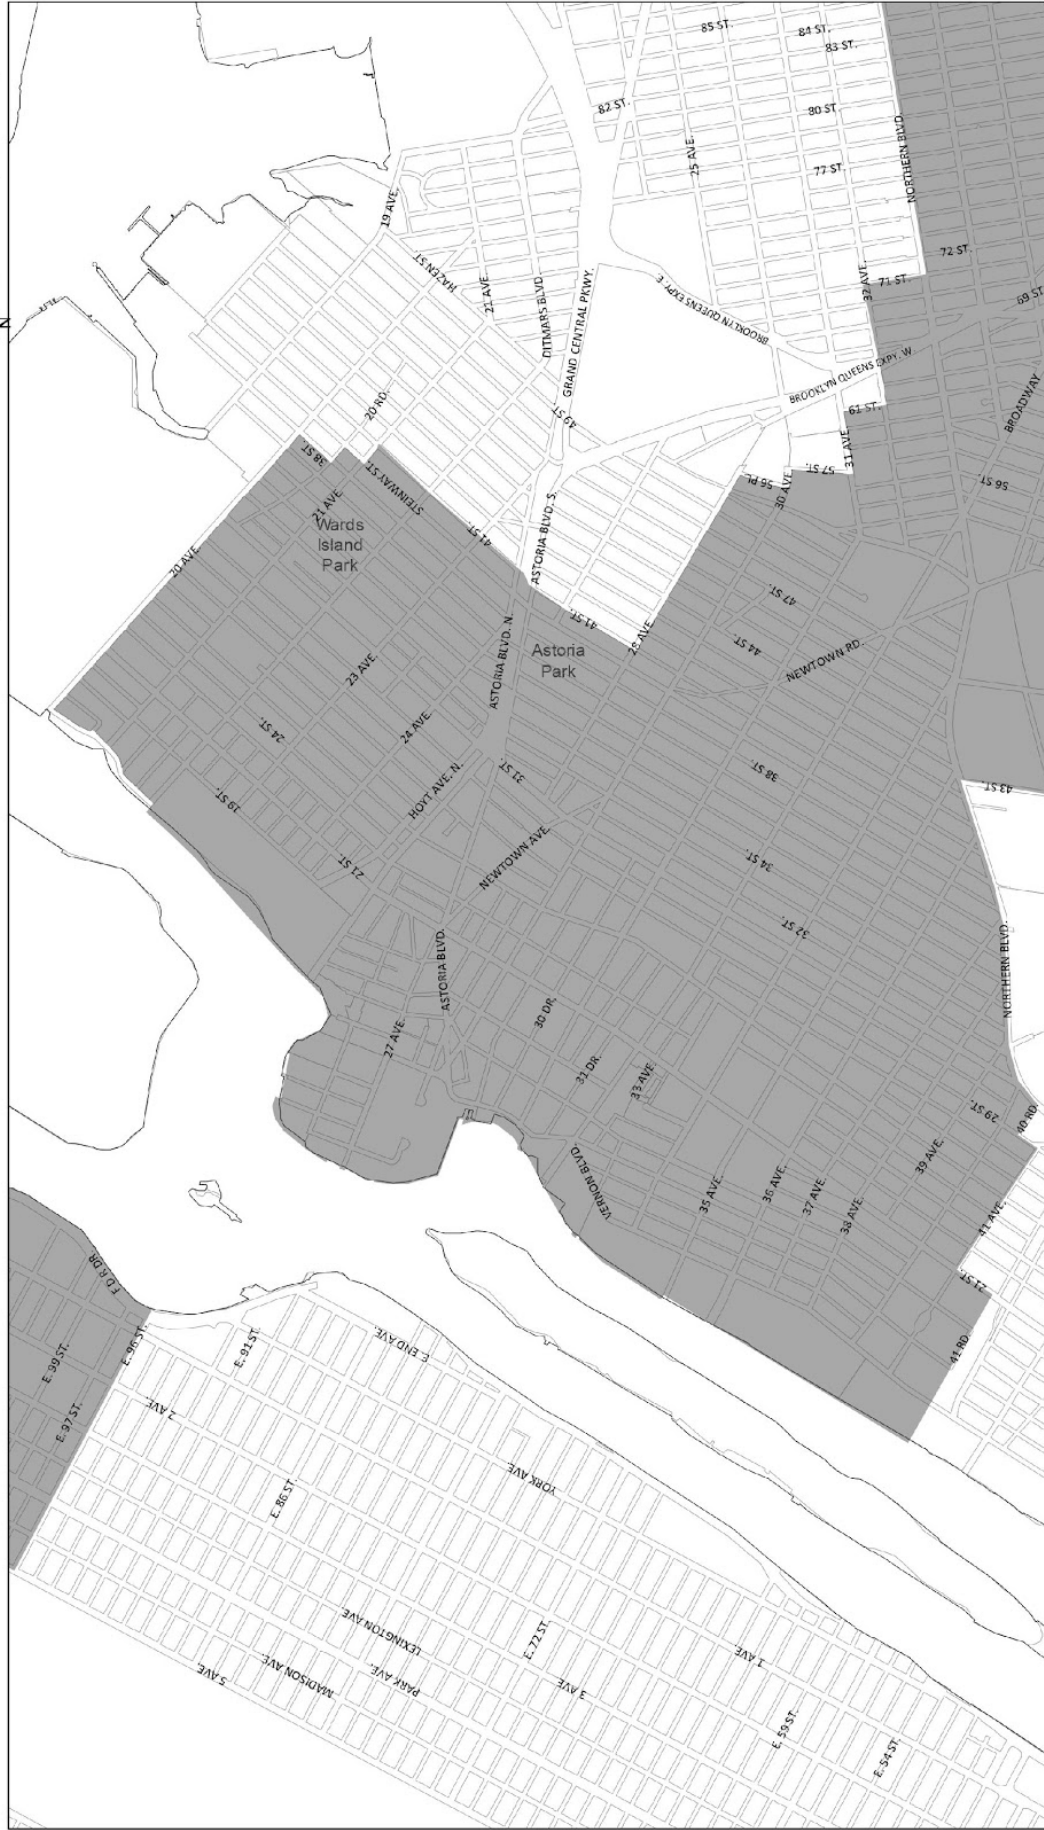 85 ST.
84 ST.
83 ST.
82 ST.
80 ST.
25 AVE.
77 ST.
NORTHERN BLVD.
19 AVE.
HAZEN ST
21 AVE.
DITMARS BLVD.
GRAND CENTRAL PKWY.
BROOKLYN QUEENS EXPY. E
32 AVE.
71 ST.
72 ST.
69 ST.
N
20 RD.
49 ST.
BROOKLYN QUEENS EXPY. W
61 ST.
BROADWAY
38 ST.
STEINWAY ST.
21 AVE.
Wards
Island
Park
41 ST.
ASTORIA BLVD. S.
56 PL
30 AVE
57 ST.
31 AVE.
56 ST.
20 AVE.
41 ST.
28 AVE.
47 ST.
44 ST.
NEWTOWN RD.
ASTORIA BLVD. N.
Astoria
Park
23 AVE.
24 ST.
24 AVE.
HOYT AVE. N.
31 ST.
38 ST.
43 ST.
19 ST.
21 ST.
NEWTOWN AVE.
34 ST.
32 ST.
ASTORIA BLVD.
NORTHERN BLVD.
27 AVE.
30 DR.
31 DR.
33 AVE.
29 ST.
40 RD.
VERNON BLVD.
35 AVE.
36 AVE.
37 AVE.
38 AVE.
39 AVE.
41 AVE.
21 ST.
41 RD.
F D R DR.
E. 96 ST.
E. 91 ST.
E END AVE.
E. 99 ST.
E. 97 ST.
2 AVE.
E. 86 ST.
YORK AVE.
LEXINGTON AVE.
E. 72 ST.
1 AVE.
5 AVE.
MADISON AVE.
PARK AVE.
3 AVE
E. 59 ST.
E. 54 ST.